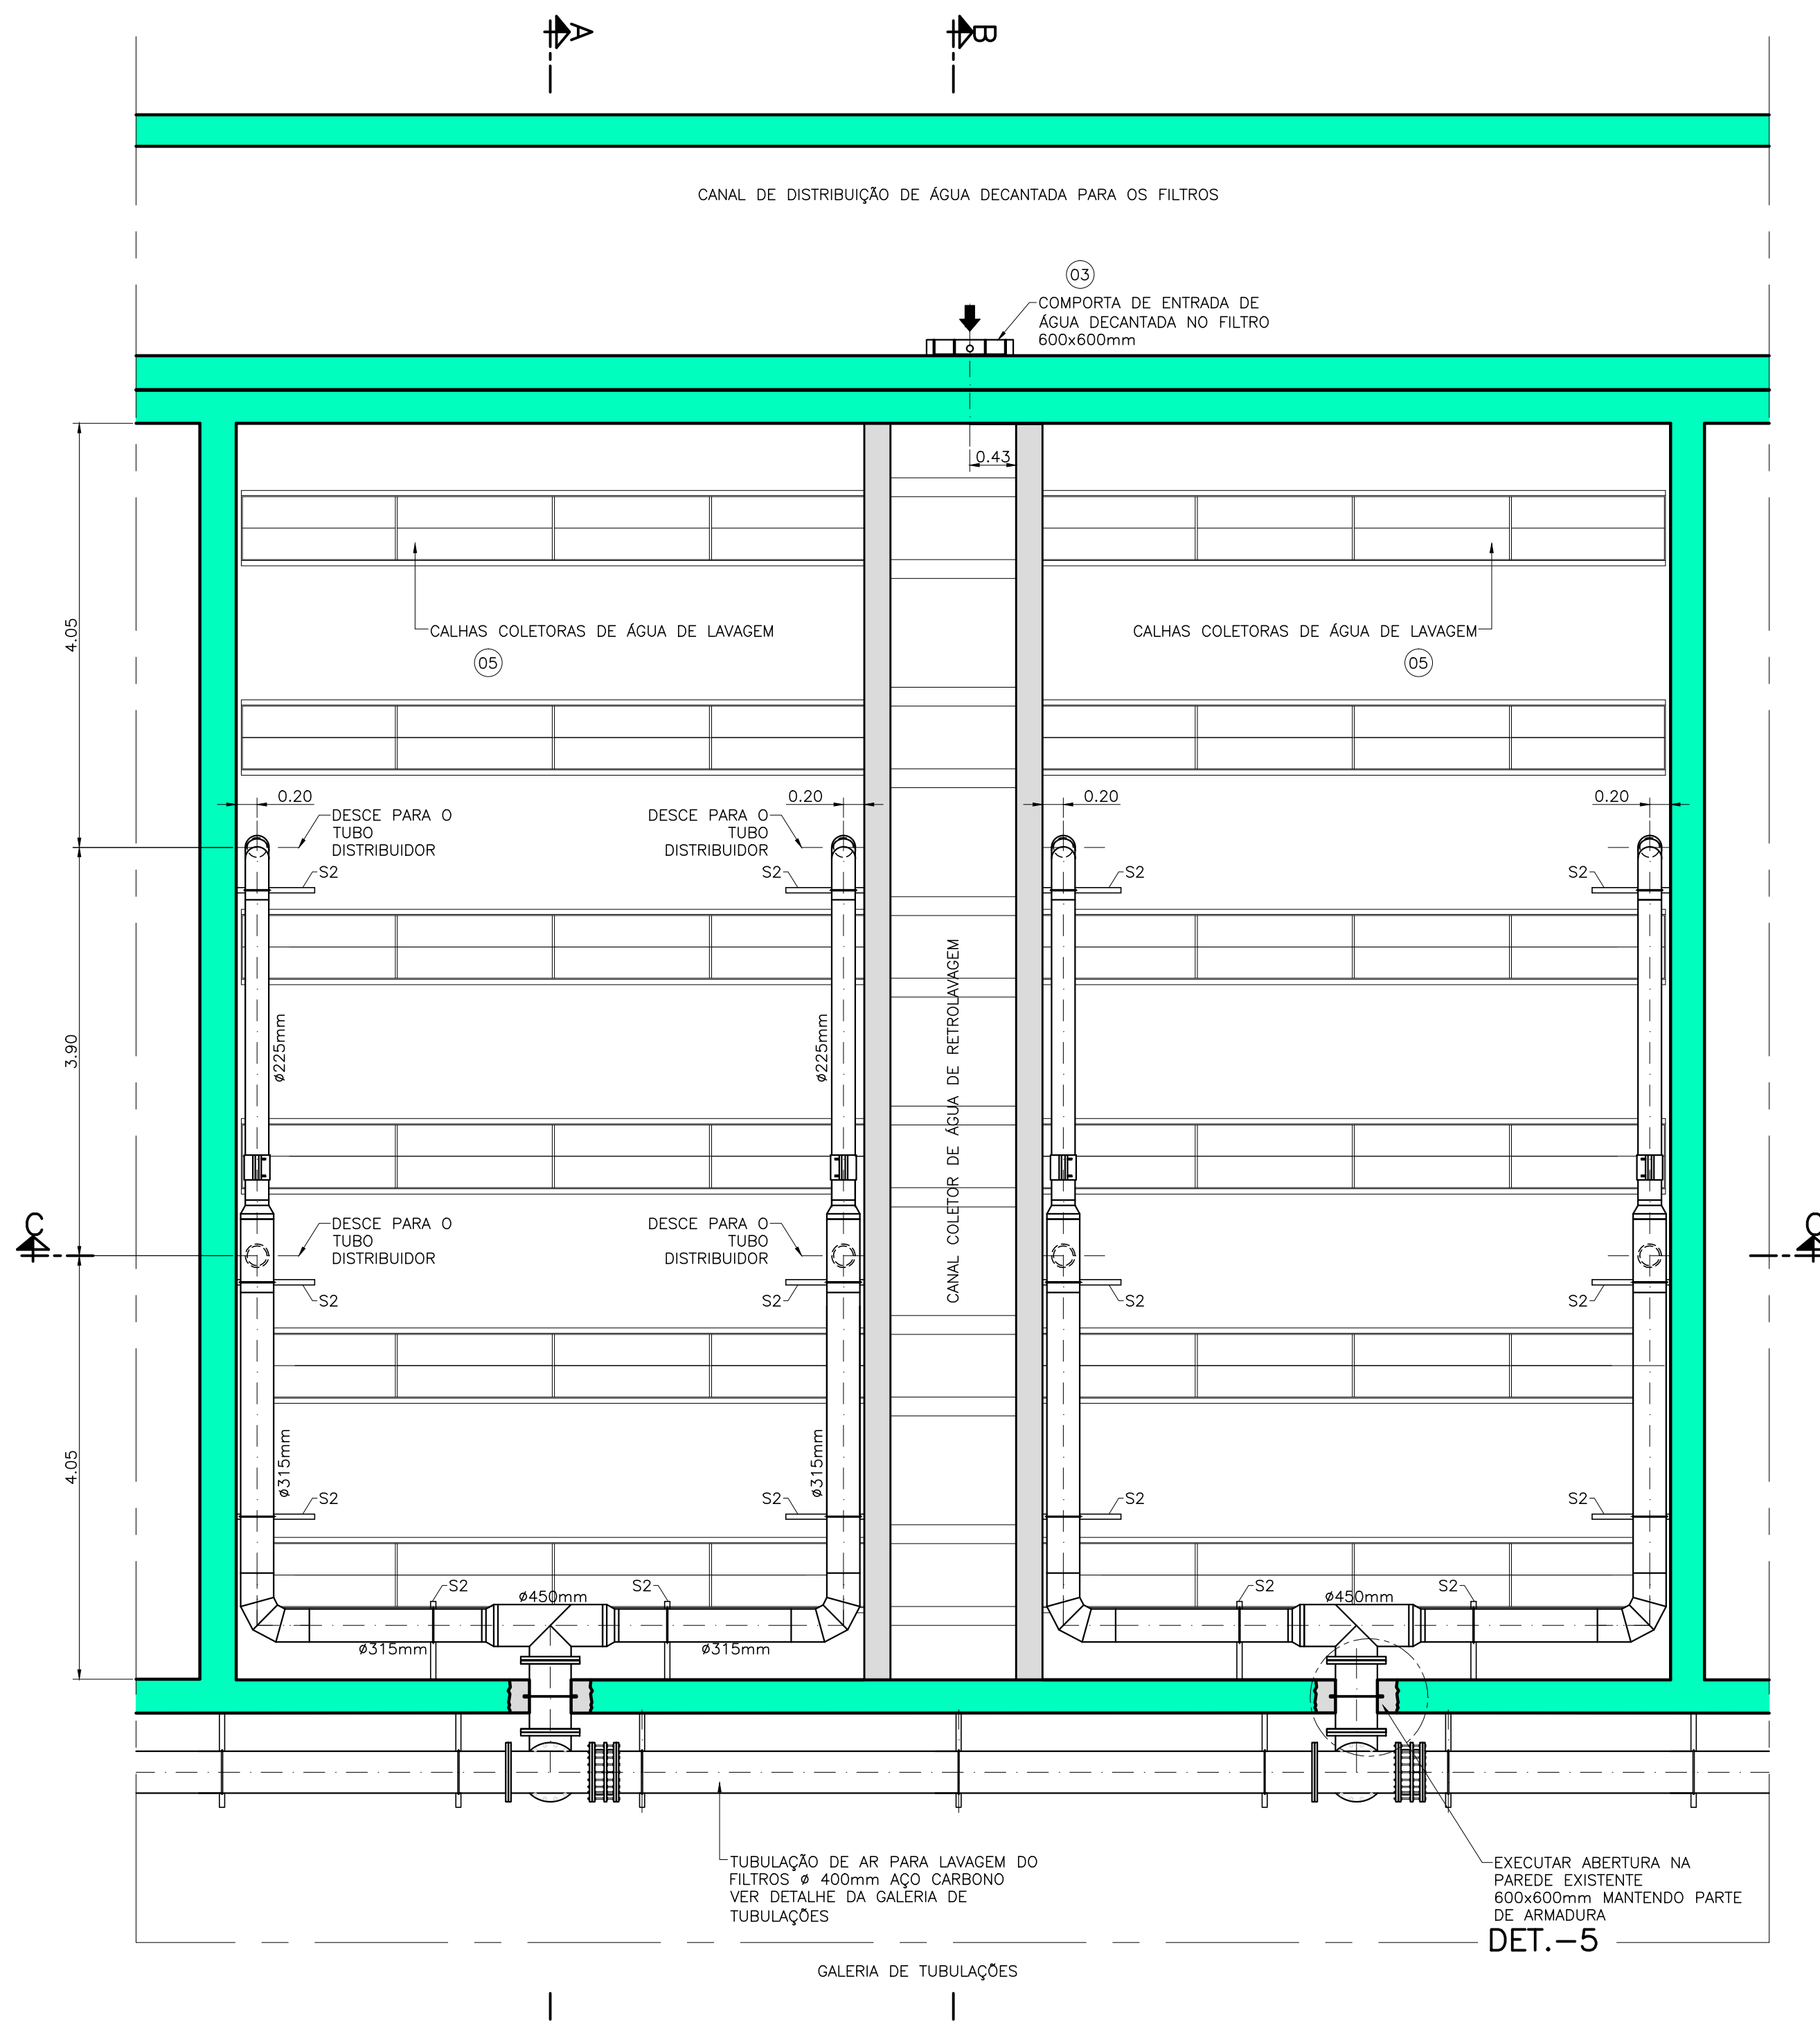 A
B
CANAL DE DISTRIBUIÇÃO DE ÁGUA DECANTADA PARA OS FILTROS
03
COMPORTA DE ENTRADA DE
ÁGUA DECANTADA NO FILTRO
600x600mm
0.43
4.05
CALHAS COLETORAS DE ÁGUA DE LAVAGEM
05
CALHAS COLETORAS DE ÁGUA DE LAVAGEM
05
0.20
0.20
0.20
0.20
DESCE PARA O
TUBO
DISTRIBUIDOR
DESCE PARA O
TUBO
DISTRIBUIDOR
S2
S2
S2
S2
3.90
ø225mm
ø225mm
CANAL COLETOR DE ÁGUA DE RETROLAVAGEM
C
C
DESCE PARA O
TUBO
DISTRIBUIDOR
DESCE PARA O
TUBO
DISTRIBUIDOR
S2
S2
S2
S2
4.05
ø315mm
ø315mm
S2
S2
S2
S2
S2
ø450mm
S2
S2
ø450mm
S2
ø315mm
ø315mm
TUBULAÇÃO DE AR PARA LAVAGEM DO
FILTROS ø 400mm AÇO CARBONO
VER DETALHE DA GALERIA DE
TUBULAÇÕES
EXECUTAR ABERTURA NA
PAREDE EXISTENTE
600x600mm MANTENDO PARTE
DE ARMADURA
DET.-5
GALERIA DE TUBULAÇÕES